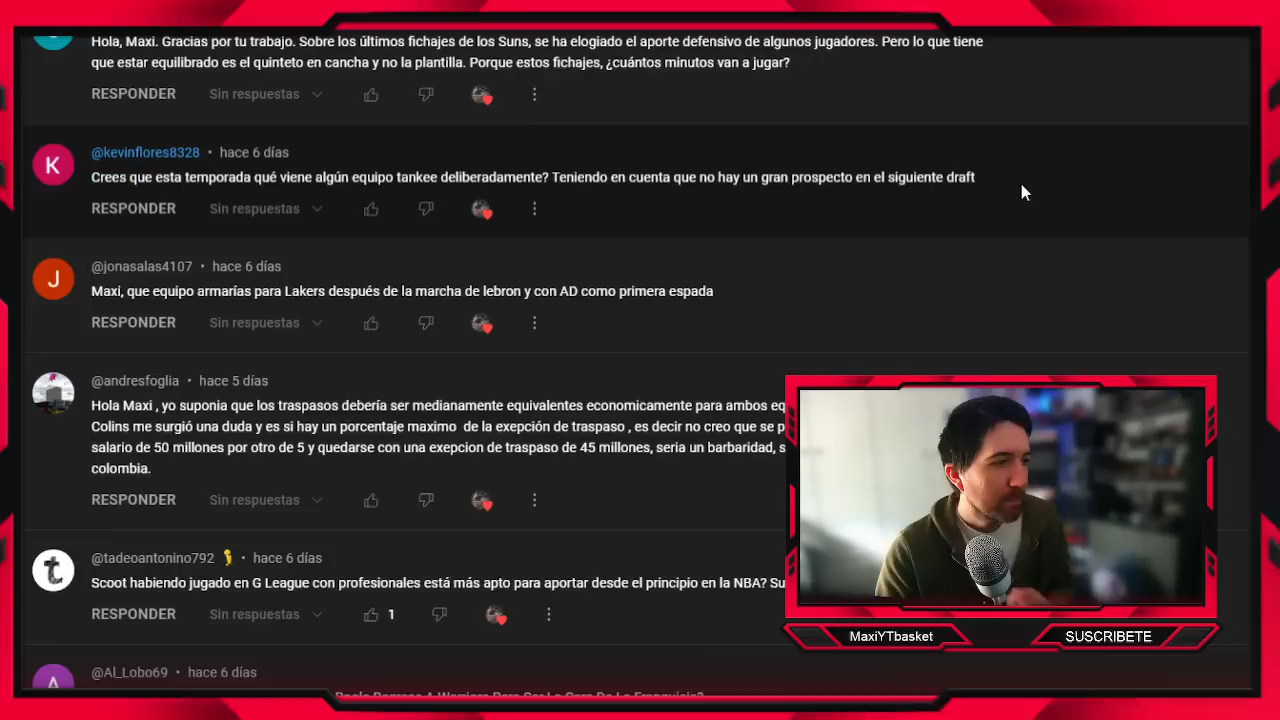 Hola, Maxi. Gracias por tu trabajo. Sobre los últimos fichajes de los Suns, se ha elogiado el aporte defensivo de algunos jugadores. Pero lo que tiene
que estar equilibrado es el quinteto en cancha y no la plantilla. Porque estos fichajes, ¿cuántos minutos van a jugar?
RESPONDER Sin respuestas
K @kevinflores8328 • hace 6 días
Crees que esta temporada qué viene algún equipo tankee deliberadamente? Teniendo en cuenta que no hay un gran prospecto en el siguiente draft
RESPONDER Sin respuestas
J @jonasalas4107 • hace 6 días
Maxi, que equipo armarías para Lakers después de la marcha de lebron y con AD como primera espada
RESPONDER Sin respuestas
@andresfoglia • hace 5 días
Hola Maxi , yo suponia que los traspasos debería ser medianamente equivalentes economicamente para ambos eq
Colins me surgió una duda y es si hay un porcentaje maximo de la exepción de traspaso , es decir no creo que se p
salario de 50 millones por otro de 5 y quedarse con una exepcion de traspaso de 45 millones, seria un barbaridad, s
colombia.
RESPONDER Sin respuestas
t @tadeoantonino792 • hace 6 días
Scoot habiendo jugado en G League con profesionales está más apto para aportar desde el principio en la NBA? Su
RESPONDER Sin respuestas 1
MaxiYTbasket SUSCRIBETE
A @Al_Lobo69 • hace 6 días